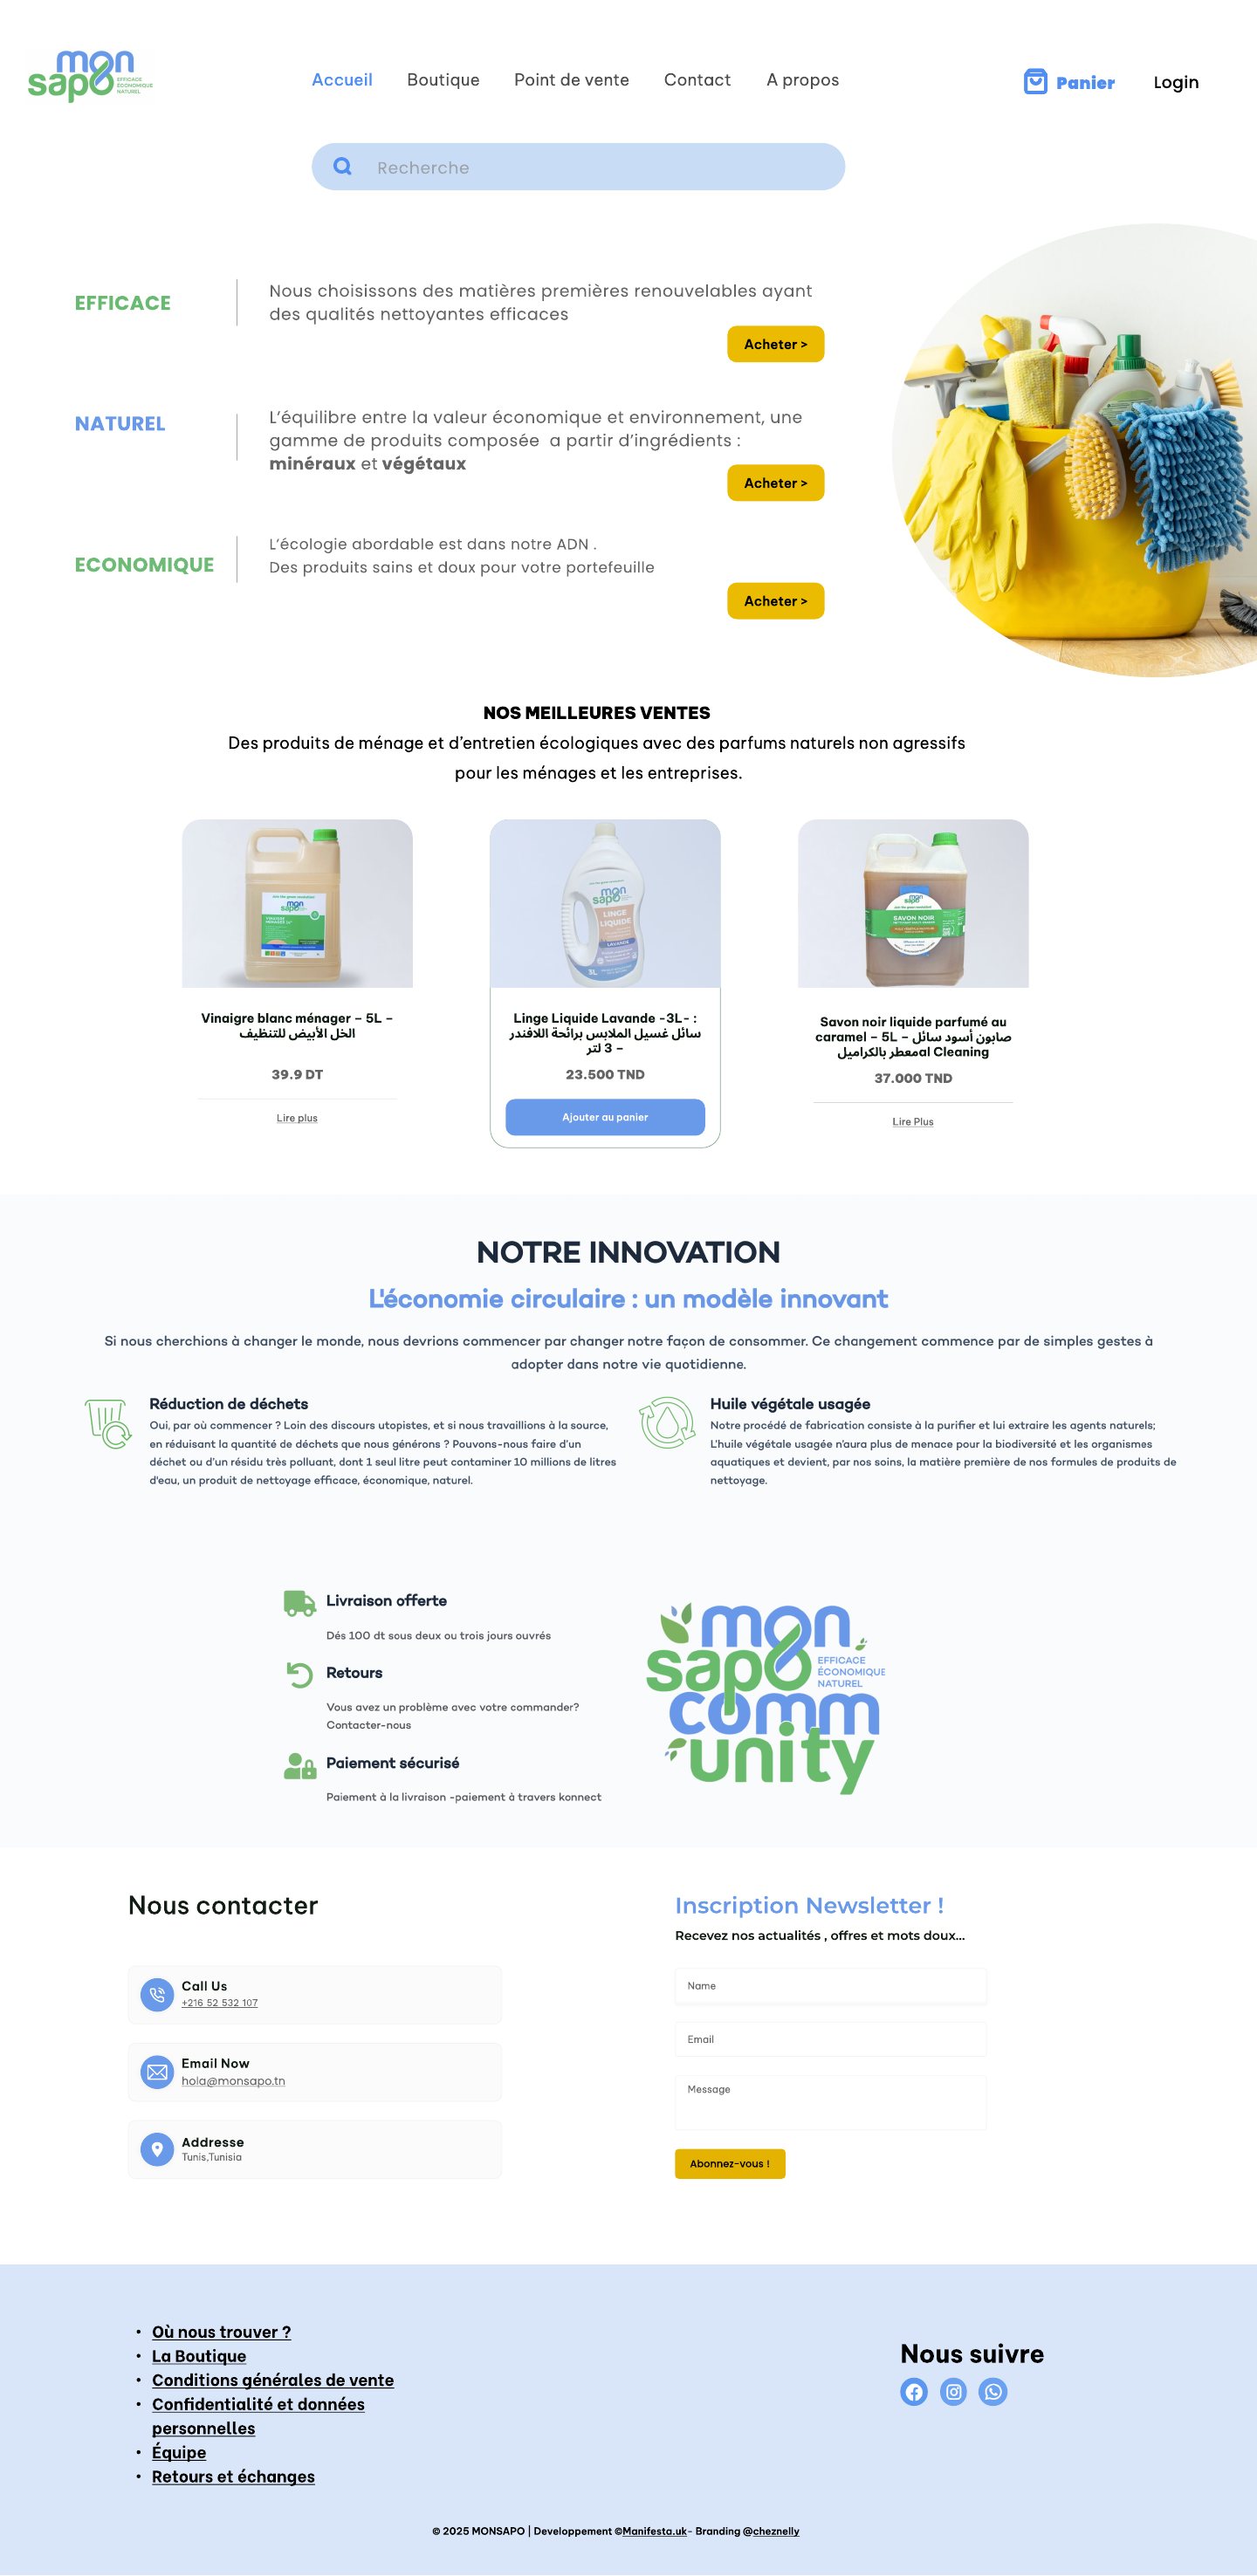 mon
sapo
EFFICACE
ÉCONOMIQUE
NATUREL
Accueil
Boutique
Point de vente
Contact
A propos
Panier
Login
Recherche
EFFICACE
Nous choisissons des matières premières renouvelables ayant
des qualités nettoyantes efficaces
Acheter >
NATUREL
L'équilibre entre la valeur économique et environnement, une
gamme de produits composée a partir d'ingrédients :
minéraux et végétaux
Acheter >
ECONOMIQUE
L'écologie abordable est dans notre ADN .
Des produits sains et doux pour votre portefeuille
Acheter >
NOS MEILLEURES VENTES
Des produits de ménage et d'entretien écologiques avec des parfums naturels non agressifs
pour les ménages et les entreprises.
mon
sapo
VINAIGRE
mon
sapo
LINGE
LIQUIDE
LAVANDE
3L
mon
sapo
SAVON NOIR
Vinaigre blanc ménager – 5L –
الخل الأبيض للتنظيف
39.9 DT
Lire plus
Linge Liquide Lavande -3L- :
سائل غسيل الملابس برائحة اللافندر
– 3 لتر
23.500 TND
Ajouter au panier
Savon noir liquide parfumé au
caramel – 5L – صابون أسود سائل
معطر بالكراميلal Cleaning
37.000 TND
Lire Plus
NOTRE INNOVATION
L'économie circulaire : un modèle innovant
Si nous cherchions à changer le monde, nous devrions commencer par changer notre façon de consommer. Ce changement commence par de simples gestes à
adopter dans notre vie quotidienne.
Réduction de déchets
Oui, par où commencer ? Loin des discours utopistes, et si nous travaillions à la source,
en réduisant la quantité de déchets que nous générons ? Pouvons-nous faire d'un
déchet ou d'un résidu très polluant, dont 1 seul litre peut contaminer 10 millions de litres
d'eau, un produit de nettoyage efficace, économique, naturel.
Huile végétale usagée
Notre procédé de fabrication consiste à la purifier et lui extraire les agents naturels;
L'huile végétale usagée n'aura plus de menace pour la biodiversité et les organismes
aquatiques et devient, par nos soins, la matière première de nos formules de produits de
nettoyage.
Livraison offerte
Dés 100 dt sous deux ou trois jours ouvrés
Retours
Vous avez un problème avec votre commander?
Contacter-nous
Paiement sécurisé
Paiement à la livraison -paiement à travers konnect
mon
sapo
EFFICACE
ÉCONOMIQUE
NATUREL
comm
unity
Nous contacter
Call Us
+216 52 532 107
Email Now
hola@monsapo.tn
Addresse
Tunis,Tunisia
Inscription Newsletter !
Recevez nos actualités , offres et mots doux...
Name
Email
Message
Abonnez-vous !
• Où nous trouver ?
• La Boutique
• Conditions générales de vente
• Confidentialité et données
personnelles
• Équipe
• Retours et échanges
Nous suivre
© 2025 MONSAPO | Developpement ©Manifesta.uk- Branding @cheznelly